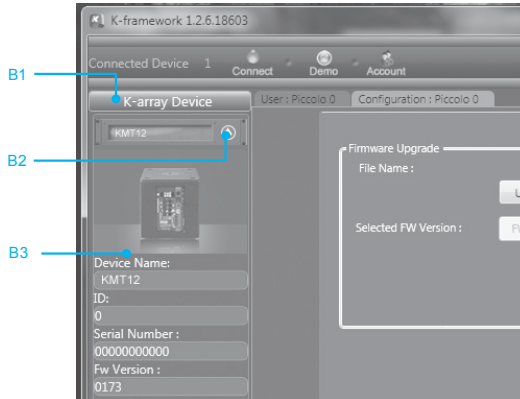 K-framework 1.2.6.18603
Connected Device 1 Connect Demo Account
B1
K-array Device User : Piccolo 0 Configuration : Piccolo 0
KMT12
B2
Firmware Upgrade
File Name :
Selected FW Version :
B3
Device Name:
KMT12
ID:
0
Serial Number :
00000000000
Fw Version :
0173